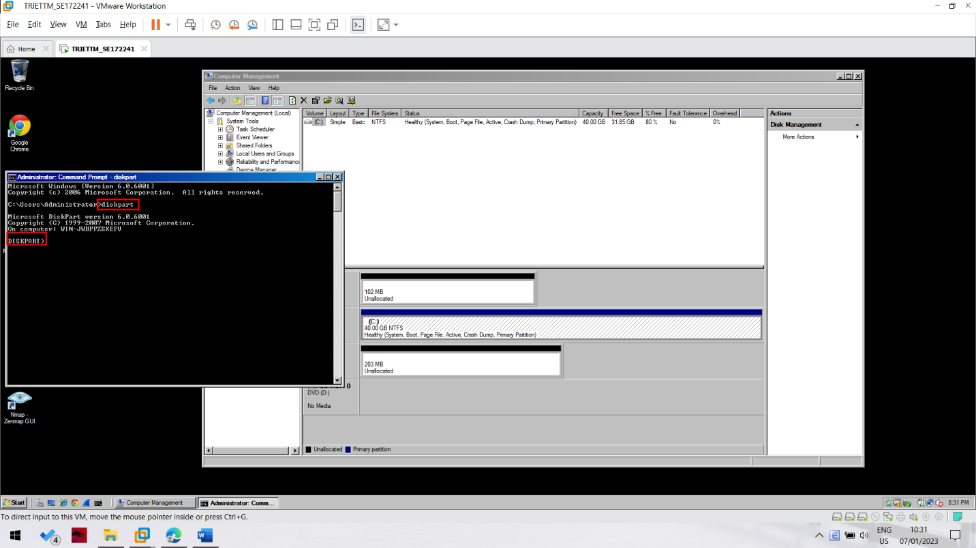 TRIETTM_SE172241 - VMware Workstation
File Edit View VM Tabs Help
Home
TRIETTM_SE172241
Recycle Bin
Google
Chrome
Nmap -
Zenmap GUI
Computer Management
File Action View Help
Computer Management (Local)
System Tools
Task Scheduler
Event Viewer
Shared Folders
Local Users and Groups
Reliability and Performance
Device Manager
Volume Layout Type File System Status Capacity Free Space % Free Fault Tolerance Overhead
(C:) Simple Basic NTFS Healthy (System, Boot, Page File, Active, Crash Dump, Primary Partition) 40.00 GB 31.85 GB 80 % No 0%
Actions
Disk Management
More Actions
Administrator: Command Prompt - diskpart
Microsoft Windows [Version 6.0.6001]
Copyright (c) 2006 Microsoft Corporation. All rights reserved.
C:\Users\Administrator>diskpart
Microsoft DiskPart version 6.0.6001
Copyright (C) 1999-2007 Microsoft Corporation.
On computer:
DISKPART>
102 MB
Unallocated
(C:)
40.00 GB NTFS
Healthy (System, Boot, Page File, Active, Crash Dump, Primary Partition)
203 MB
Unallocated
DVD (D:)
No Media
Unallocated Primary partition
Start
Computer Management
Administrator: Comm...
8:31 PM
To direct input to this VM, move the mouse pointer inside or press Ctrl+G.
4
ENG
US
10:31
07/01/2023